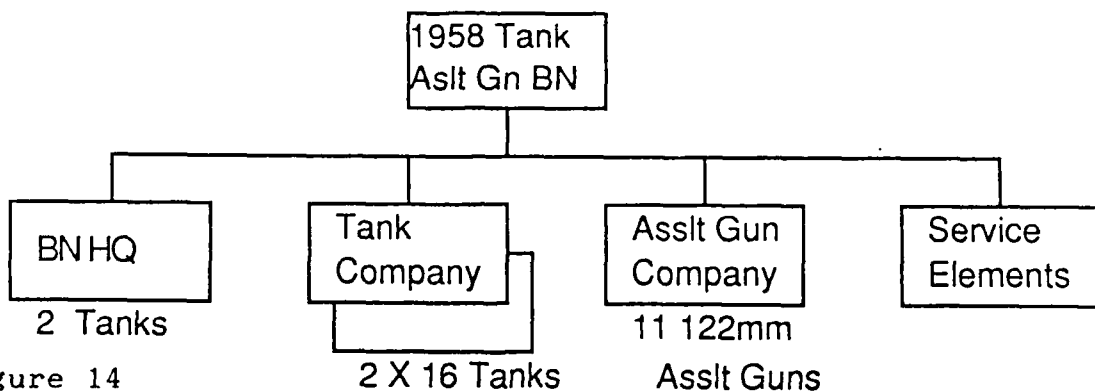 1958 Tank
Aslt Gn BN
BN HQ
2 Tanks
Tank
Company
2 X 16 Tanks
Asslt Gun
Company
11 122mm
Asslt Guns
Service
Elements
gure 14